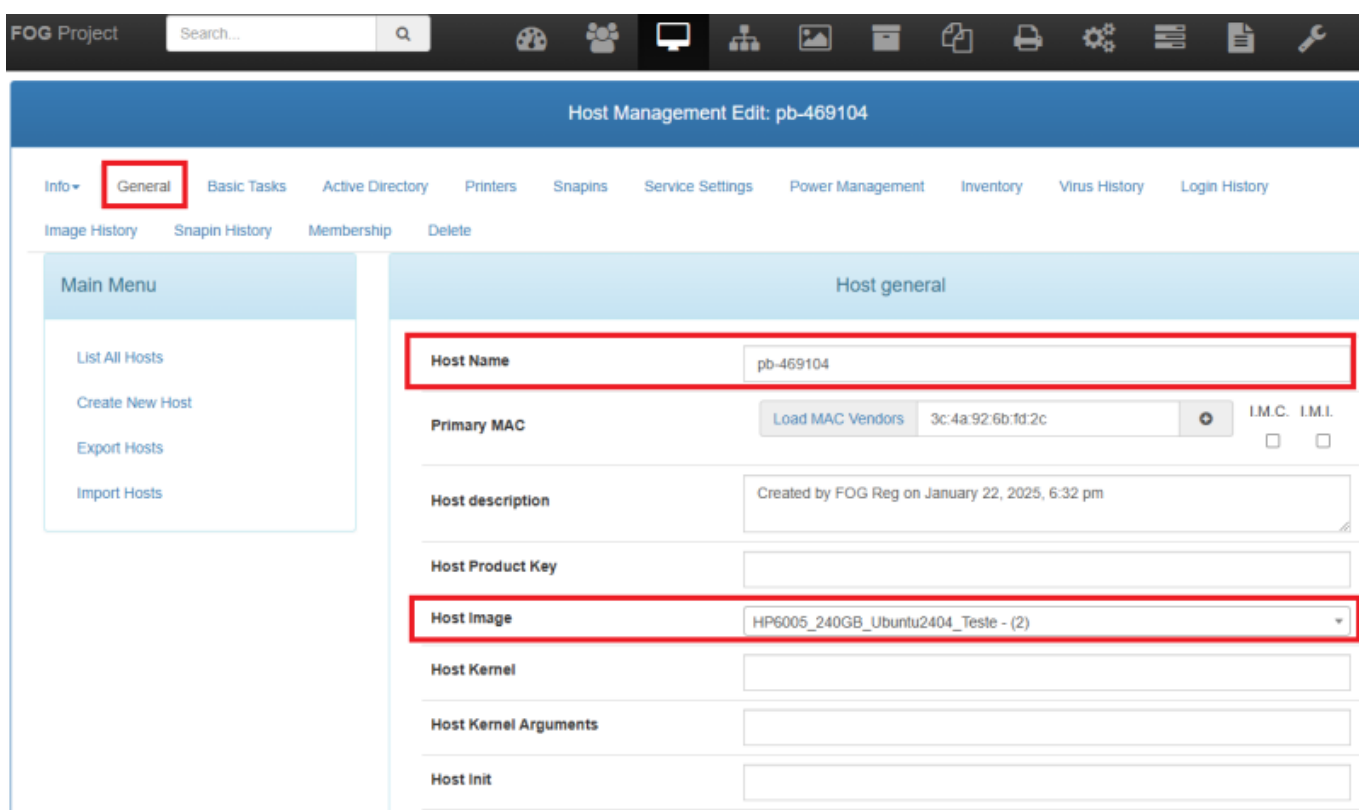 FOG Project Search...
Host Management Edit: pb-469104
Info General Basic Tasks Active Directory Printers Snapins Service Settings Power Management Inventory Virus History Login History
Image History Snapin History Membership Delete
Main Menu
List All Hosts
Create New Host
Export Hosts
Import Hosts
Host general
Host Name pb-469104
Primary MAC Load MAC Vendors 3c:4a:92:6b:fd:2c I.M.C. I.M.I.
Host description Created by FOG Reg on January 22, 2025, 6:32 pm
Host Product Key
Host Image HP6005_240GB_Ubuntu2404_Teste - (2)
Host Kernel
Host Kernel Arguments
Host Init